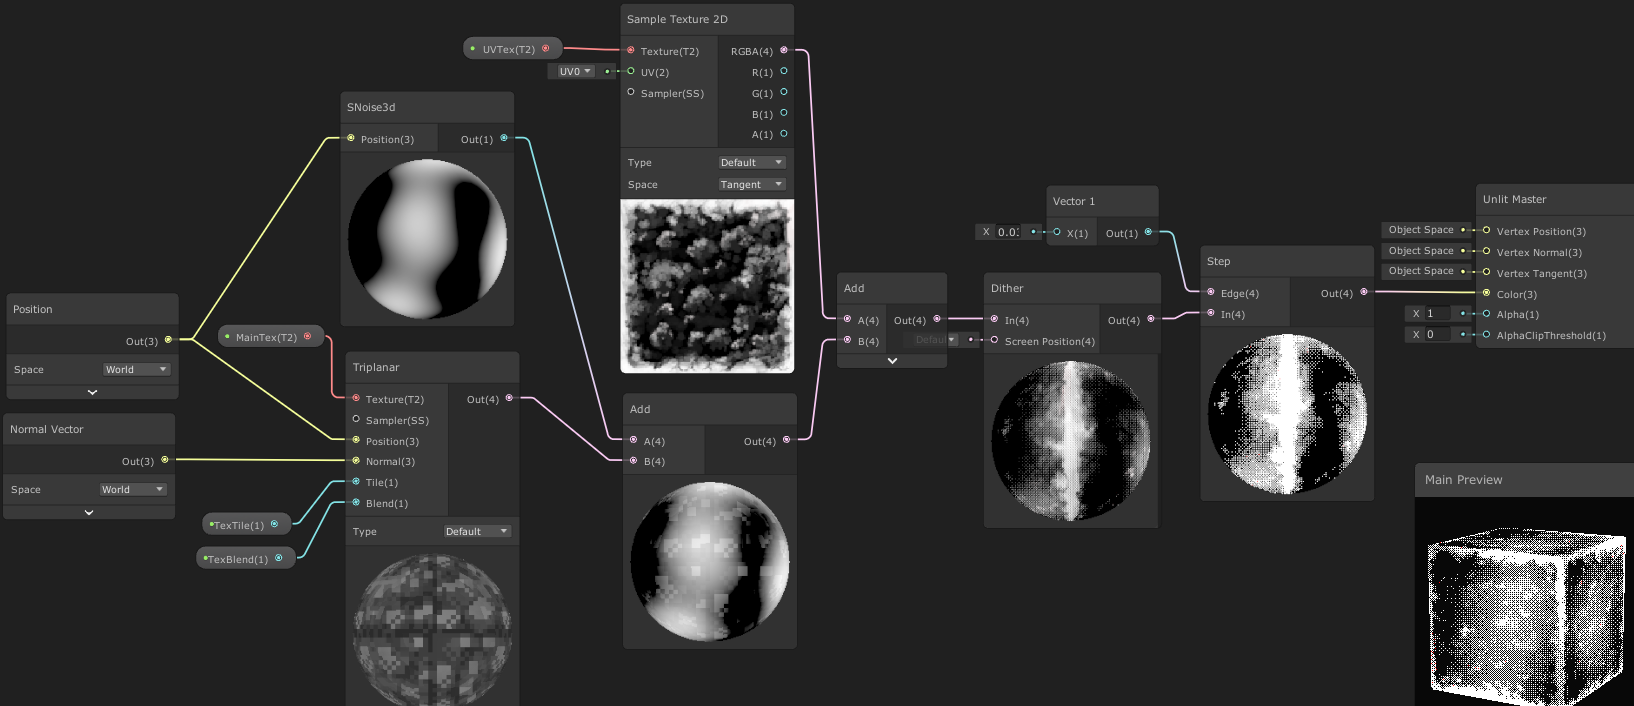 Sample Texture 2D
UVTex(T2)
Texture(T2)
RGBA(4)
UV0
UV(2)
R(1)
Sampler(SS)
G(1)
B(1)
A(1)
Type
Default
Space
Tangent
SNoise3d
Position(3)
Out(1)
Position
Out(3)
Space
World
MainTex(T2)
Normal Vector
Out(3)
Space
World
Triplanar
Texture(T2)
Out(4)
Sampler(SS)
Position(3)
Normal(3)
Tile(1)
Blend(1)
TexTile(1)
TexBlend(1)
Type
Default
Add
A(4)
Out(4)
B(4)
Add
A(4)
Out(4)
B(4)
Vector 1
X
X(1)
Out(1)
Dither
In(4)
Out(4)
Screen Position(4)
Step
Edge(4)
Out(4)
In(4)
Unlit Master
Object Space
Vertex Position(3)
Object Space
Vertex Normal(3)
Object Space
Vertex Tangent(3)
Color(3)
X 1
Alpha(1)
X 0
AlphaClipThreshold(1)
Main Preview